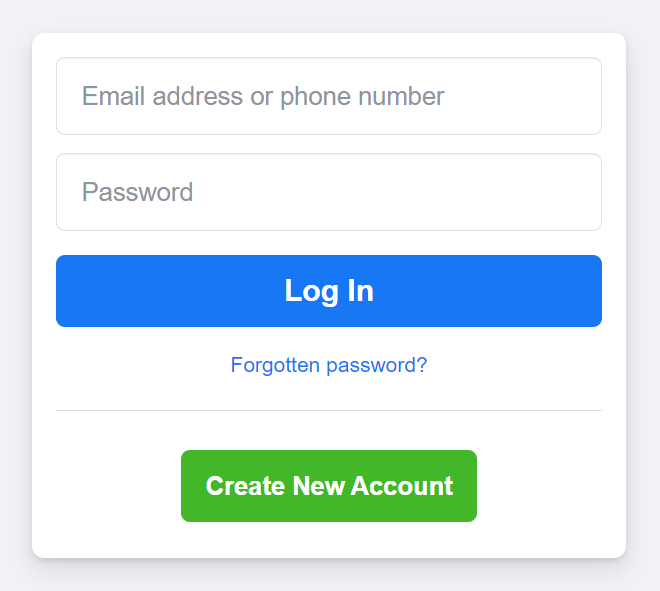 Email address or phone number
Password
Log In
Forgotten password?
Create New Account